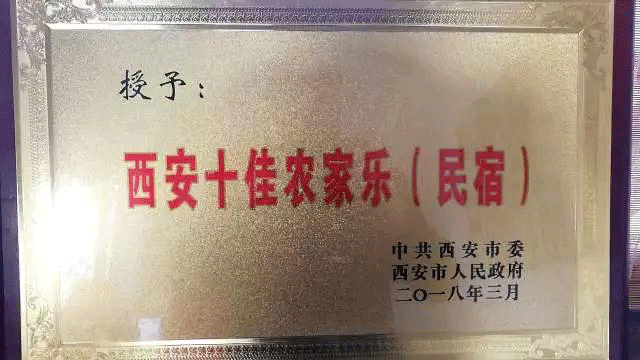 授予：
西安十佳农家乐（民宿）
中共西安市委
西安市人民政府
二〇一八年三月